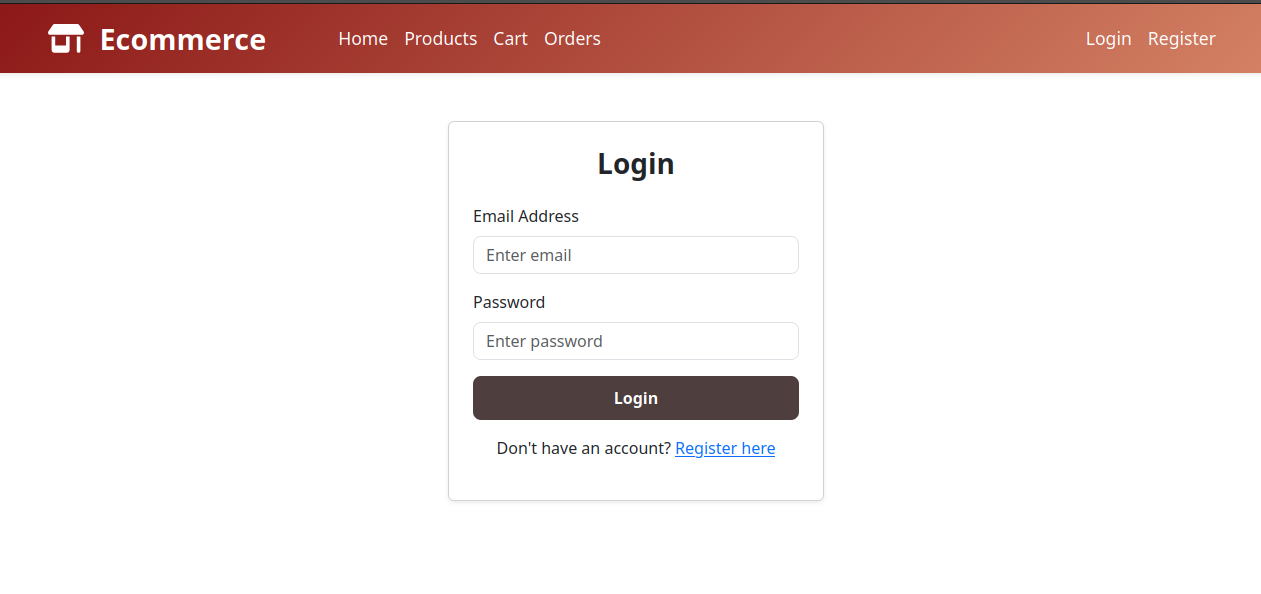 Ecommerce Home Products Cart Orders Login Register
Login
Email Address
Enter email
Password
Enter password
Login
Don't have an account? Register here